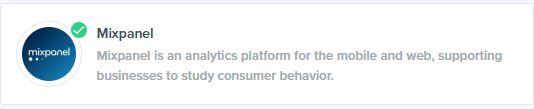 mixpanel
Mixpanel
Mixpanel is an analytics platform for the mobile and web, supporting
businesses to study consumer behavior.